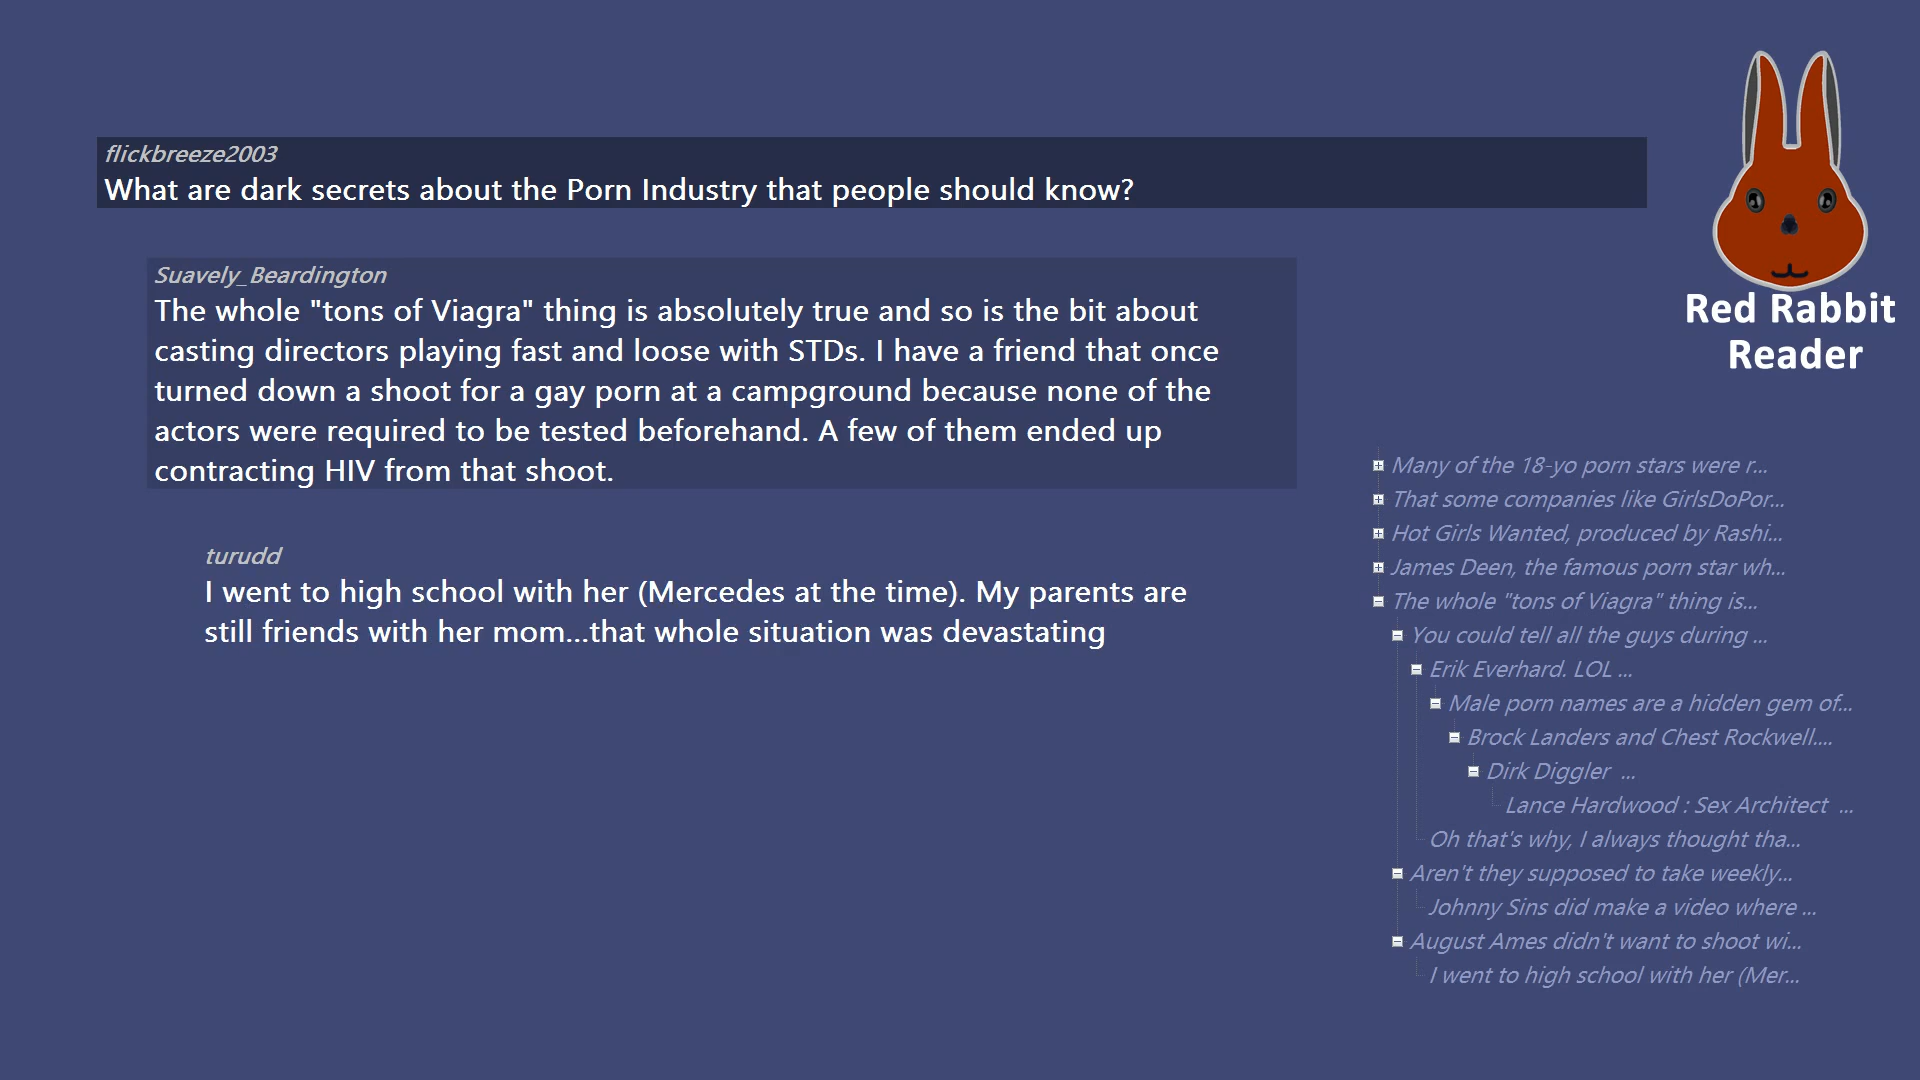 flickbreeze2003
What are dark secrets about the Porn Industry that people should know?
Suavely_Beardington
The whole "tons of Viagra" thing is absolutely true and so is the bit about
casting directors playing fast and loose with STDs. I have a friend that once
turned down a shoot for a gay porn at a campground because none of the
actors were required to be tested beforehand. A few of them ended up
contracting HIV from that shoot.
turudd
I went to high school with her (Mercedes at the time). My parents are
still friends with her mom...that whole situation was devastating
Red Rabbit
Reader
Many of the 18-yo porn stars were r...
That some companies like GirlsDoPor...
Hot Girls Wanted, produced by Rashi...
James Deen, the famous porn star wh...
The whole "tons of Viagra" thing is...
You could tell all the guys during ...
Erik Everhard. LOL ...
Male porn names are a hidden gem of...
Brock Landers and Chest Rockwell....
Dirk Diggler ...
Lance Hardwood : Sex Architect ...
Oh that's why, I always thought tha...
Aren't they supposed to take weekly...
Johnny Sins did make a video where ...
August Ames didn't want to shoot wi...
I went to high school with her (Mer...